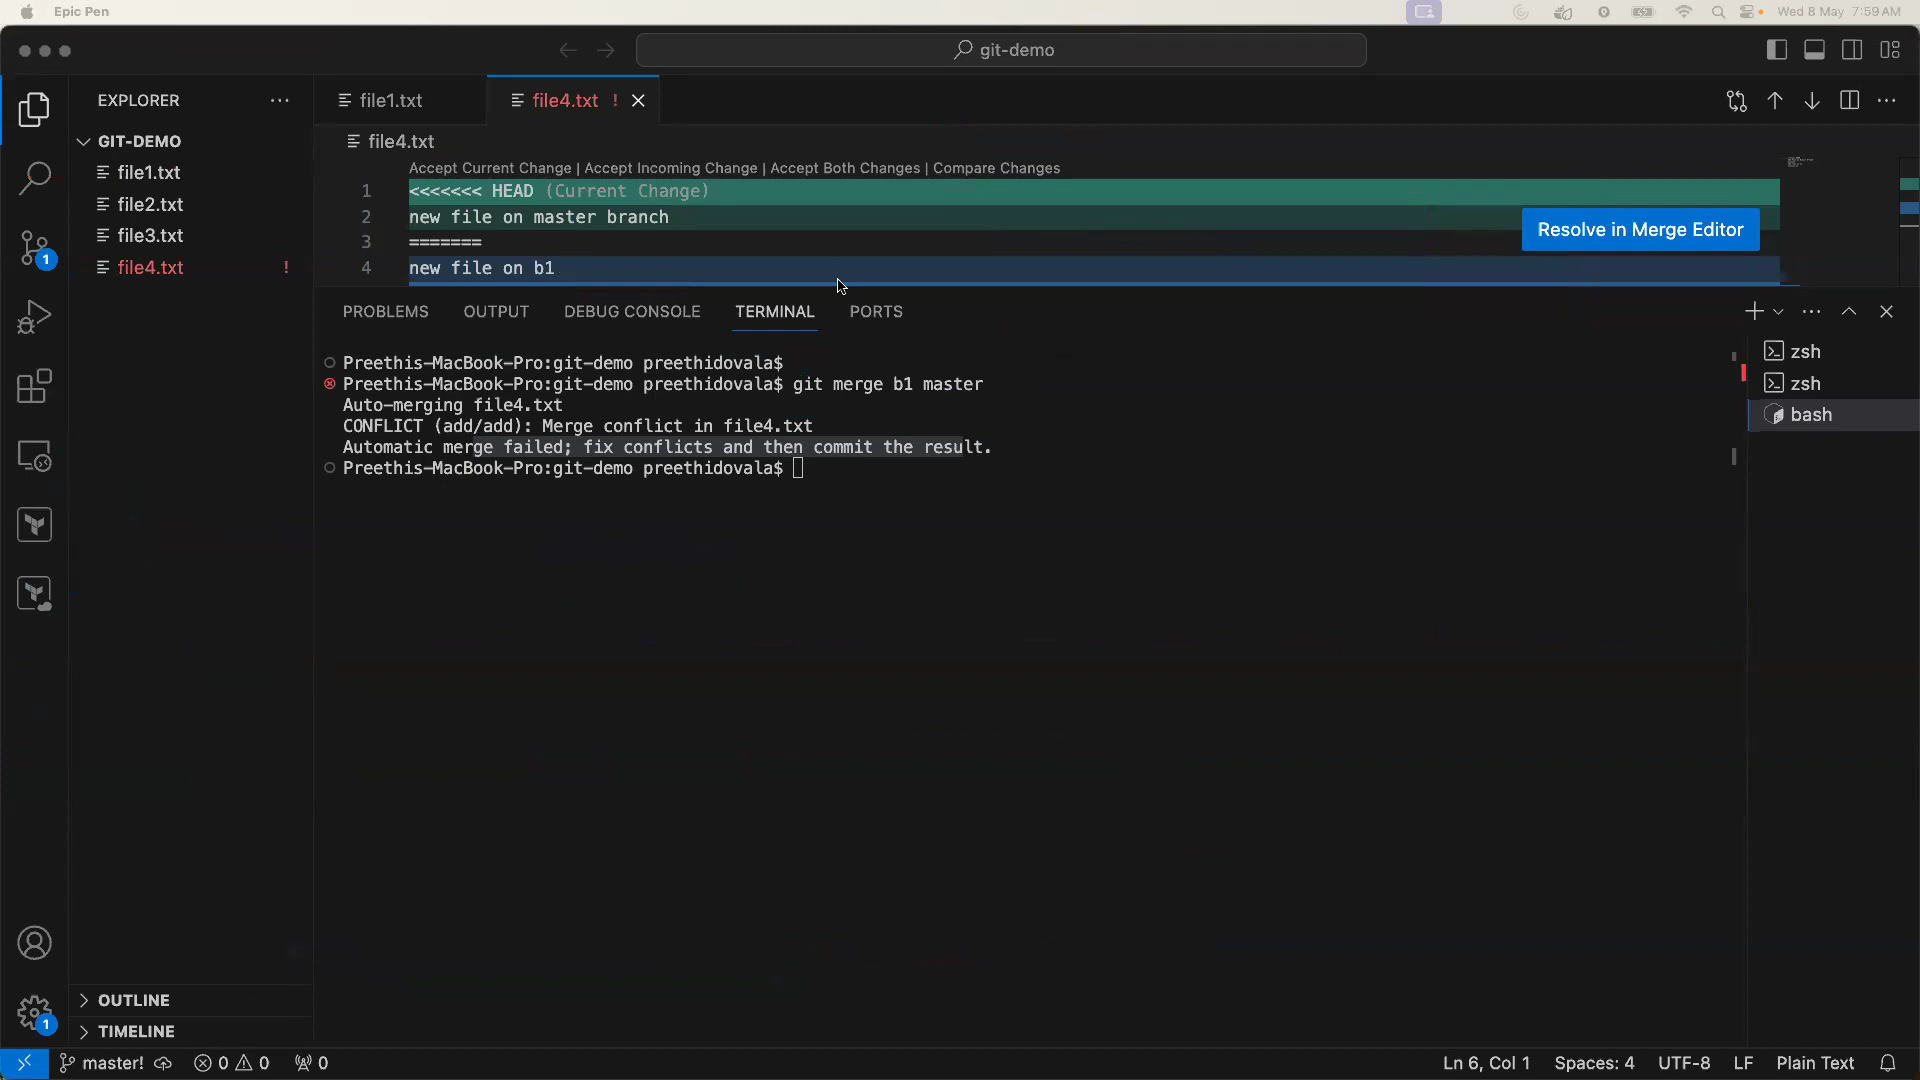 Epic Pen
Wed 8 May 7:59 AM
git-demo
EXPLORER
GIT-DEMO
file1.txt
file2.txt
file3.txt
file4.txt !
OUTLINE
TIMELINE
file1.txt
file4.txt !
file4.txt
Accept Current Change | Accept Incoming Change | Accept Both Changes | Compare Changes
1 <<<<<<< HEAD (Current Change)
2 new file on master branch
3 =======
4 new file on b1
Resolve in Merge Editor
PROBLEMS OUTPUT DEBUG CONSOLE TERMINAL PORTS
Preethis-MacBook-Pro:git-demo preethidovala$
Preethis-MacBook-Pro:git-demo preethidovala$ git merge b1 master
Auto-merging file4.txt
CONFLICT (add/add): Merge conflict in file4.txt
Automatic merge failed; fix conflicts and then commit the result.
Preethis-MacBook-Pro:git-demo preethidovala$
zsh
zsh
bash
1
1
master! 0 0 0
Ln 6, Col 1 Spaces: 4 UTF-8 LF Plain Text